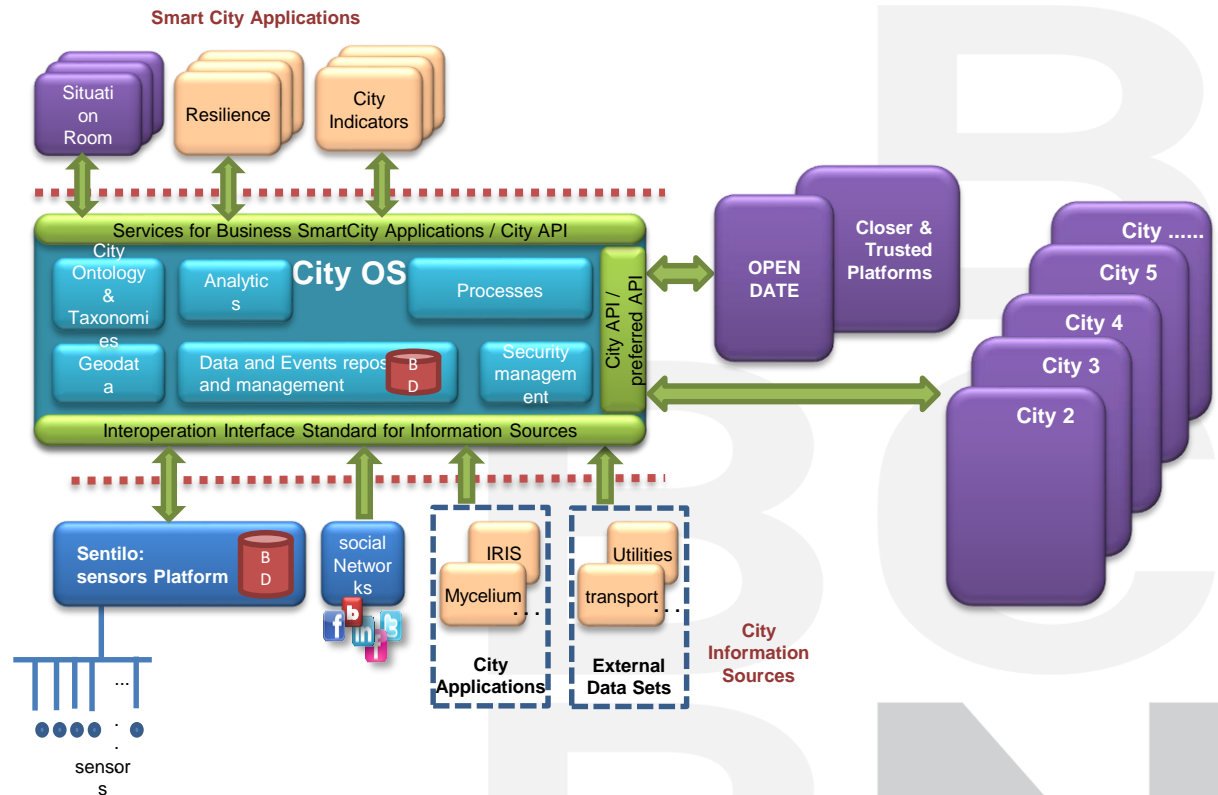 Smart City Applications
Situati
on
Room
Resilience
City
Indicators
Services for Business SmartCity Applications / City API
City
Ontology
&
Taxonomi
es
Analytic
s
City OS
Processes
Geodat
a
Data and Events repos
and management
B
D
Security
managem
ent
City API /
preferred API
Interoperation Interface Standard for Information Sources
OPEN
DATE
Closer &
Trusted
Platforms
City ......
City 5
City 4
City 3
City 2
Sentilo:
sensors Platform
B
D
social
Networ
ks
f
b
in
t
f
IRIS
Mycelium
. . .
City
Applications
Utilities
transport
. . .
External
Data Sets
City
Information
Sources
...
. . .
sensor
s
B
C
N